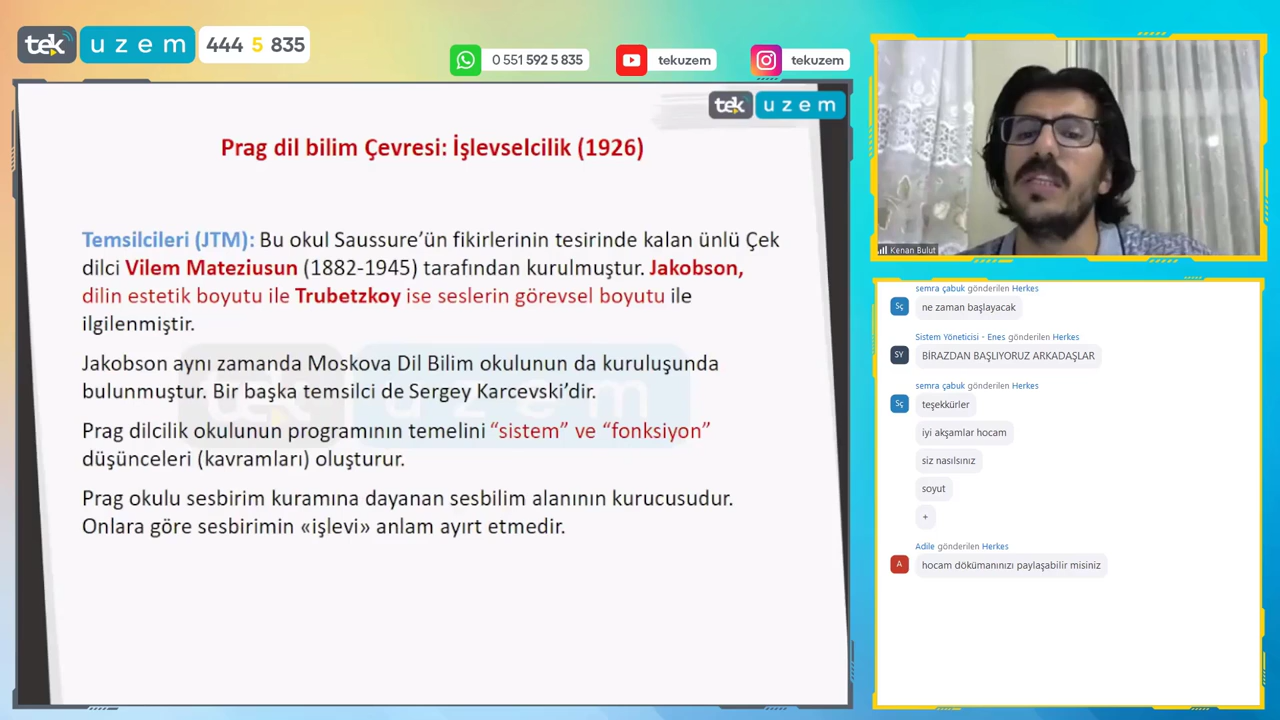 tek uzem 444 5 835
0 551 592 5 835
tekuzem
tekuzem
tek uzem
Prag dil bilim Çevresi: İşlevselcilik (1926)
Temsilcileri (JTM): Bu okul Saussure’ün fikirlerinin tesirinde kalan ünlü Çek
dilci Vilem Mateziusun (1882-1945) tarafından kurulmuştur. Jakobson,
dilin estetik boyutu ile Trubetzkoy ise seslerin görevsel boyutu ile
ilgilenmiştir.
Jakobson aynı zamanda Moskova Dil Bilim okulunun da kuruluşunda
bulunmuştur. Bir başka temsilci de Sergey Karcevski’dir.
Prag dilcilik okulunun programının temelini “sistem” ve “fonksiyon”
düşünceleri (kavramları) oluşturur.
Prag okulu sesbirim kuramına dayanan sesbilim alanının kurucusudur.
Onlara göre sesbirimin «işlevi» anlam ayırt etmedir.
tek uzem
Kenan Bulut
semra çabuk gönderilen Herkes
Sç
ne zaman başlayacak
Sistem Yöneticisi - Enes gönderilen Herkes
SY
BİRAZDAN BAŞLIYORUZ ARKADAŞLAR
semra çabuk gönderilen Herkes
Sç
teşekkürler
iyi akşamlar hocam
siz nasılsınız
soyut
+
Adile gönderilen Herkes
A
hocam dökümanınızı paylaşabilir misiniz